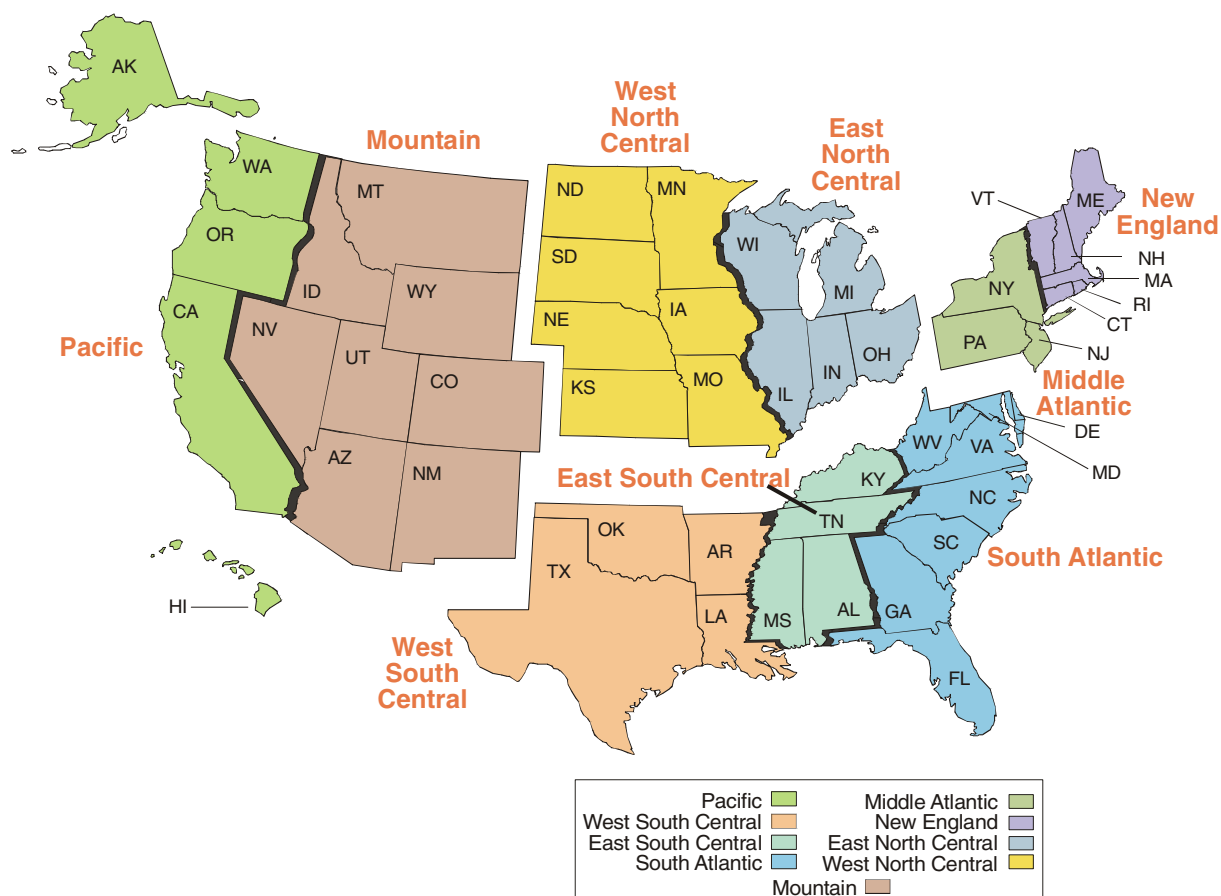 AK
West
North
Central
Mountain
East
North
Central
WA
MT
ND
MN
VT
ME
New
England
OR
WI
NH
SD
MA
ID
WY
MI
NY
RI
CA
NV
NE
IA
CT
Pacific
UT
PA
NJ
CO
KS
MO
IL
IN
OH
Middle
Atlantic
DE
WV
VA
AZ
NM
East South Central
KY
MD
NC
OK
TN
AR
SC
South Atlantic
TX
HI
LA
MS
AL
GA
West
South
Central
FL
Pacific
Middle Atlantic
West South Central
New England
East South Central
East North Central
South Atlantic
West North Central
Mountain